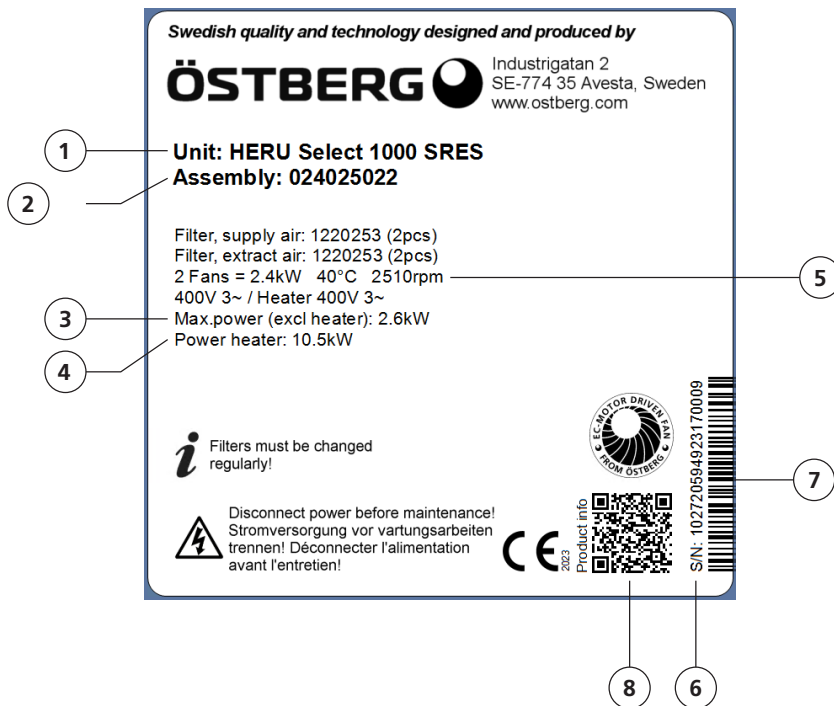 Swedish quality and technology designed and produced by
ÖSTBERG
Industrigatan 2
SE-774 35 Avesta, Sweden
www.ostberg.com
1
Unit: HERU Select 1000 SRES
2
Assembly: 024025022
Filter, supply air: 1220253 (2pcs)
Filter, extract air: 1220253 (2pcs)
2 Fans = 2.4kW 40°C 2510rpm
5
400V 3~ / Heater 400V 3~
3
Max.power (excl heater): 2.6kW
4
Power heater: 10.5kW
EC-MOTOR DRIVEN FAN
FROM ÖSTBERG
i Filters must be changed
regularly!
Disconnect power before maintenance!
Stromversorgung vor vartungsarbeiten
trennen! Déconnecter l'alimentation
avant l'entretien!
CE
2023
Product info
S/N: 102720594923170009
7
8
6